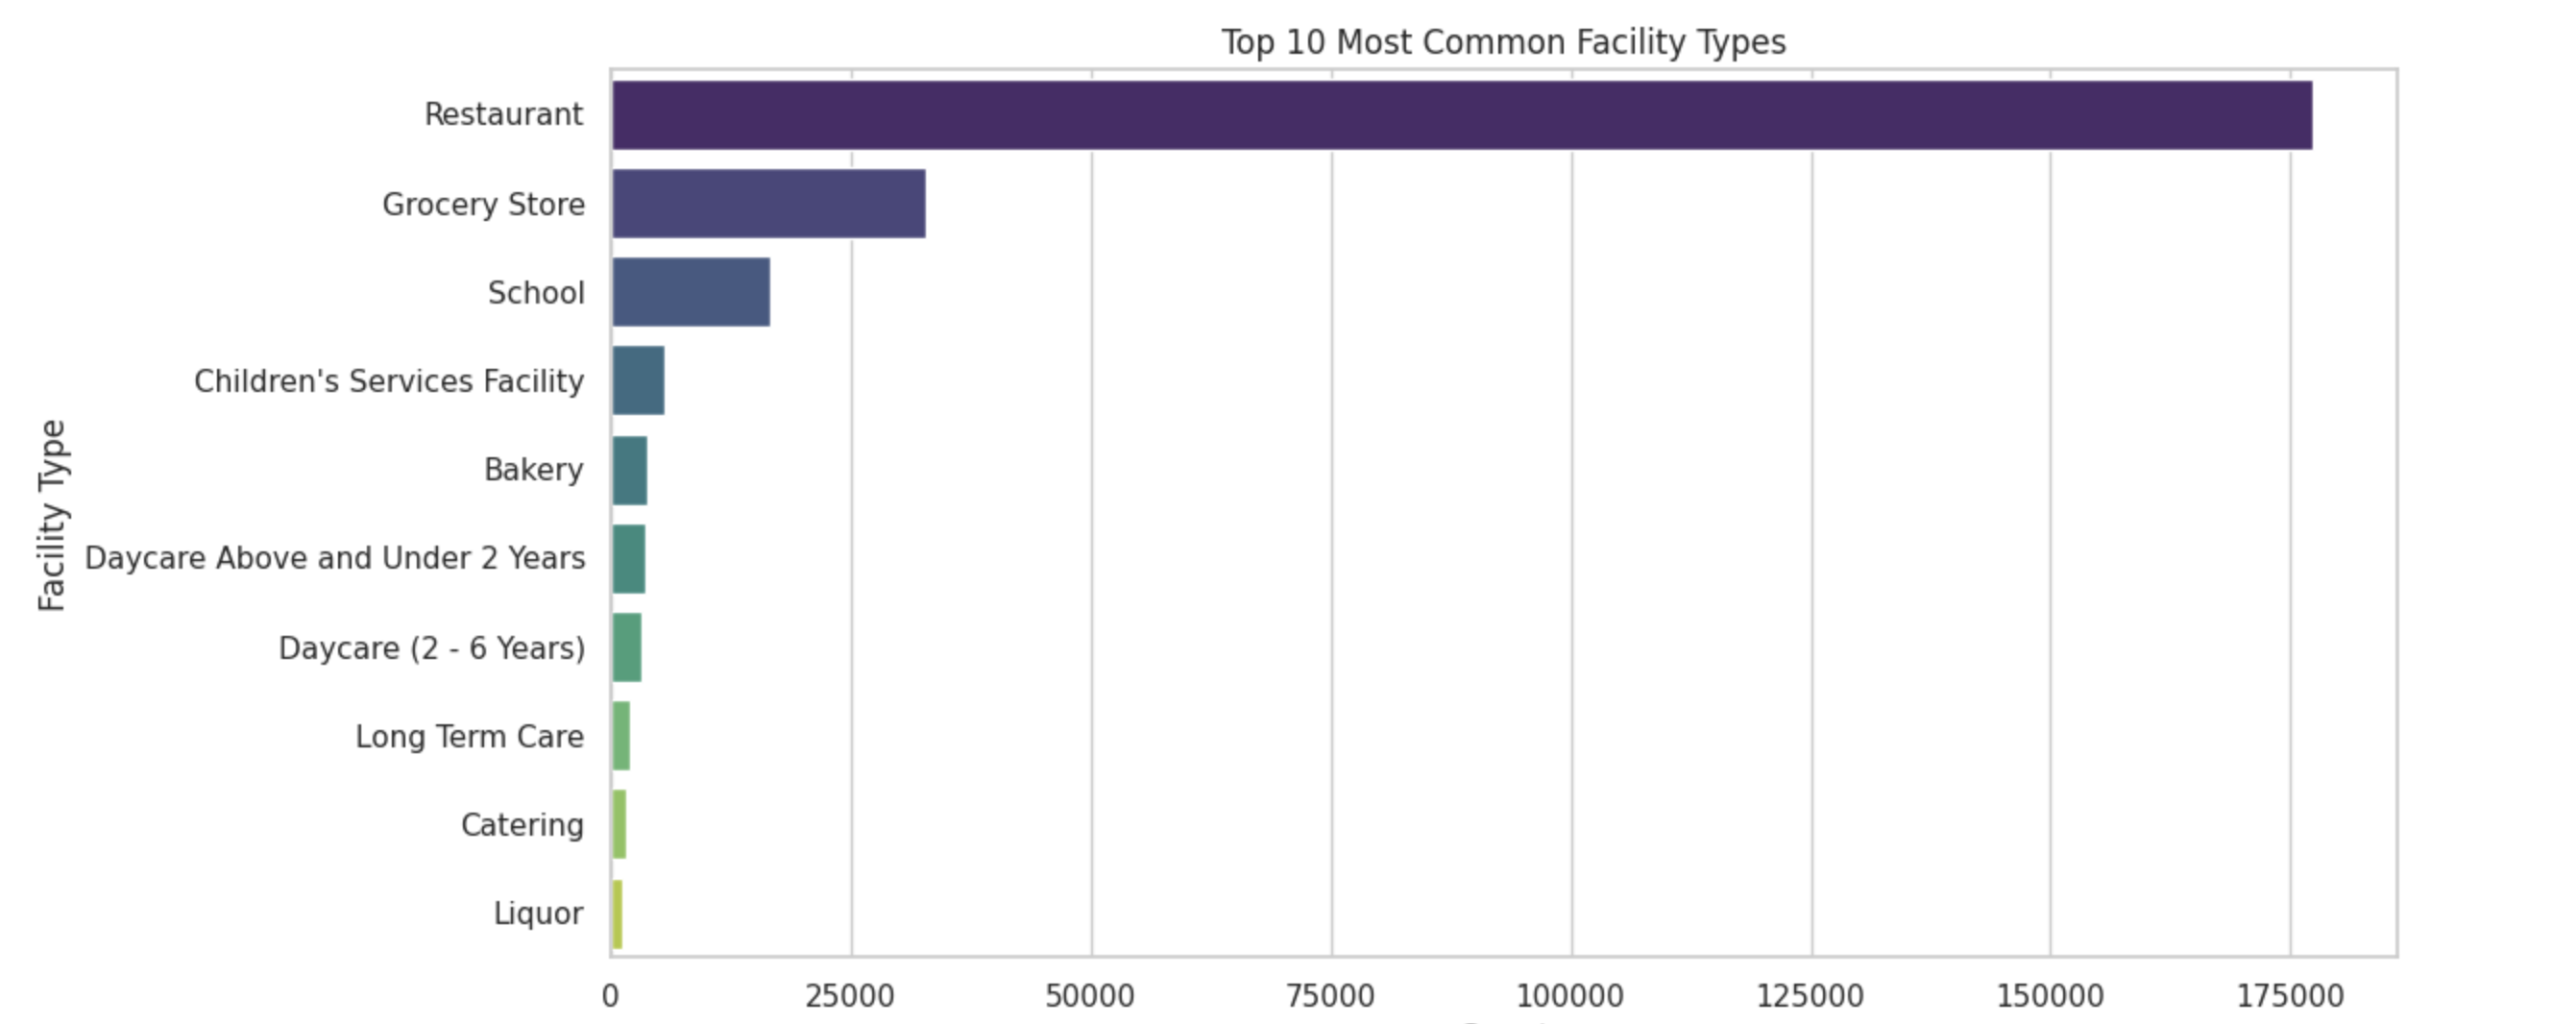 Top 10 Most Common Facility Types
Restaurant
Grocery Store
School
Children's Services Facility
Bakery
Daycare Above and Under 2 Years
Daycare (2 - 6 Years)
Long Term Care
Catering
Liquor
Facility Type
0 25000 50000 75000 100000 125000 150000 175000